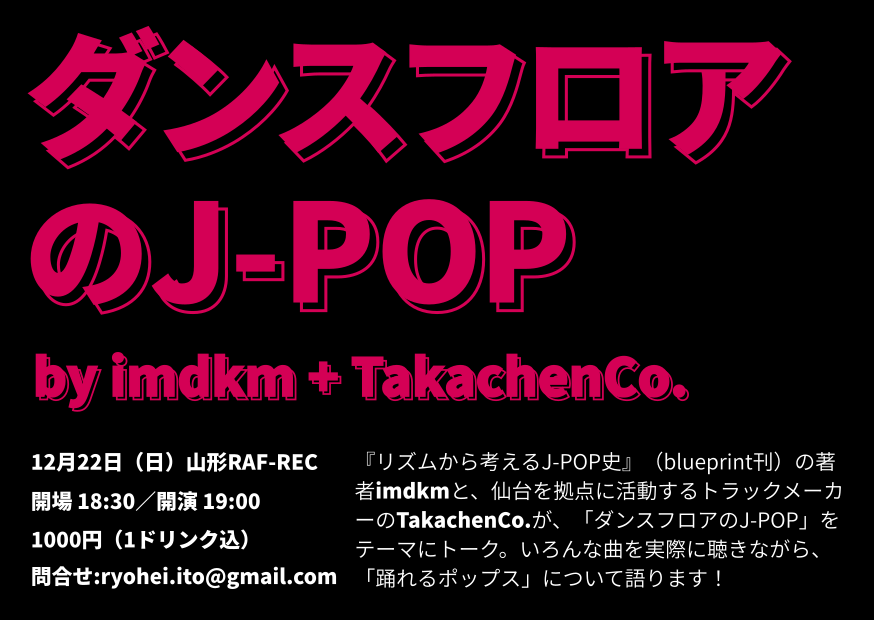 ダンスフロア
のJ-POP
by imdkm + TakachenCo.
12月22日（日）山形RAF-REC
開場 18:30／開演 19:00
1000円（1ドリンク込）
問合せ:ryohei.ito@gmail.com
『リズムから考えるJ-POP史』（blueprint刊）の著
者imdkmと、仙台を拠点に活動するトラックメーカ
ーのTakachenCo.が、「ダンスフロアのJ-POP」を
テーマにトーク。いろんな曲を実際に聴きながら、
「踊れるポップス」について語ります！